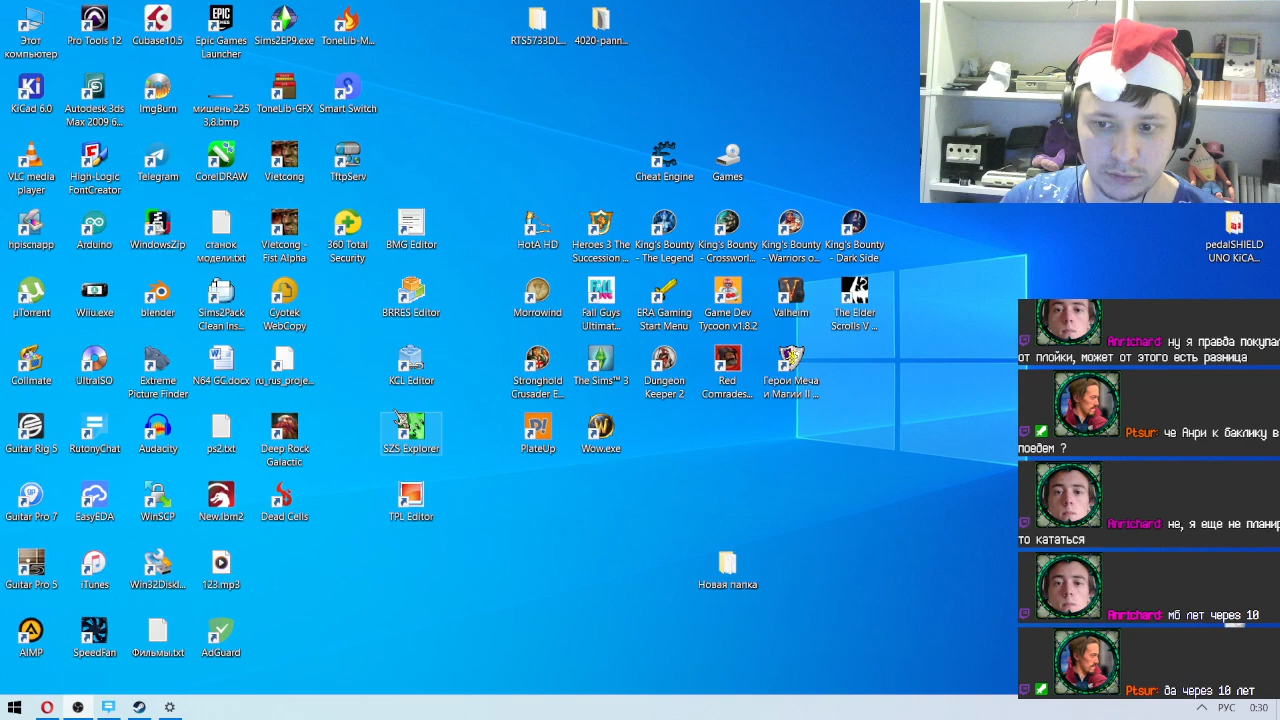 Этот
компьютер
Pro Tools 12
Cubase10.5
Epic Games
Launcher
Sims2EP9.exe
ToneLib-M...
RTS5733DL...
4020-pann...
KiCad 6.0
Autodesk 3ds
Max 2009 6...
ImgBurn
мишень 225
3,8.bmp
ToneLib-GFX
Smart Switch
VLC media
player
High-Logic
FontCreator
Telegram
CorelDRAW
Vietcong
TftpServ
Cheat Engine
Games
hpiscnapp
Arduino
WindowsZip
станок
модели.txt
Vietcong -
Fist Alpha
360 Total
Security
BMG Editor
HotA HD
Heroes 3 The
Succession ...
King's Bounty
- The Legend
King's Bounty
- Crossworl...
King's Bounty
- Warriors o...
King's Bounty
- Dark Side
pedalSHIELD
UNO KiCA...
µTorrent
Wiiu.exe
blender
Sims2Pack
Clean Ins...
Cyotek
WebCopy
BRRES Editor
Morrowind
Fall Guys
Ultimat...
ERA Gaming
Start Menu
Game Dev
Tycoon v1.8.2
Valheim
The Elder
Scrolls V ...
Collmate
UltraISO
Extreme
Picture Finder
N64 GC.docx
ru_rus_proje...
KCL Editor
Stronghold
Crusader E...
The Sims™ 3
Dungeon
Keeper 2
Red
Comrades...
Герои Меча
и Магии II ...
Guitar Rig 5
RutonyChat
Audacity
ps2.txt
Deep Rock
Galactic
SZS Explorer
PlateUp
Wow.exe
Guitar Pro 7
EasyEDA
WinSCP
New.lbm2
Dead Cells
TPL Editor
Guitar Pro 5
iTunes
Win32Diskl...
123.mp3
Новая папка
AIMP
SpeedFan
Фильмы.txt
AdGuard
Anrichard: ну я правда покупал
от плойки, может от этого есть разница
Ptsur: че Анри к баклику в
поедем ?
Anrichard: не, я еще не планир
то кататься
Anrichard: мб лет через 10
Ptsur: да через 10 лет
РУС
0:30